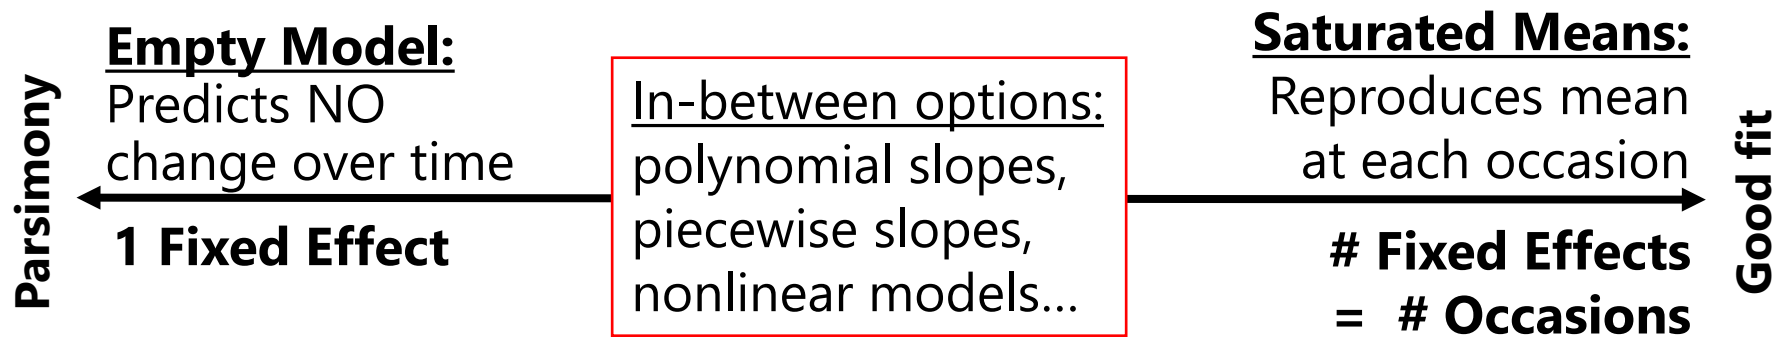 Parsimony
Empty Model:
Predicts NO
change over time
1 Fixed Effect
In-between options:
polynomial slopes,
piecewise slopes,
nonlinear models...
Saturated Means:
Reproduces mean
at each occasion
# Fixed Effects
= # Occasions
Good fit